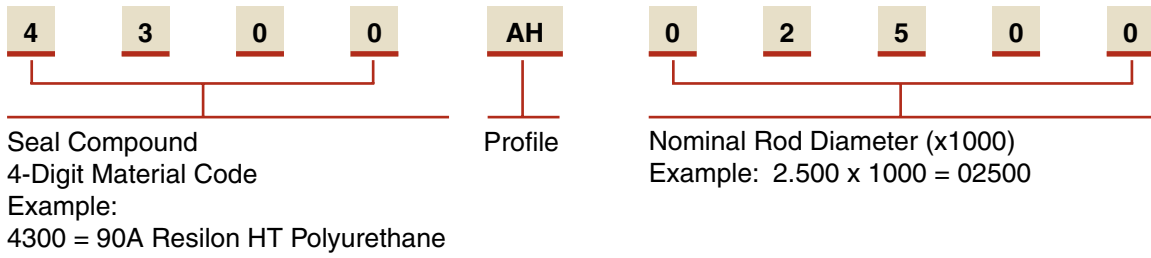 4 3 0 0 AH 0 2 5 0 0
Seal Compound
4-Digit Material Code
Example:
4300 = 90A Resilon HT Polyurethane
Profile
Nominal Rod Diameter (x1000)
Example: 2.500 x 1000 = 02500